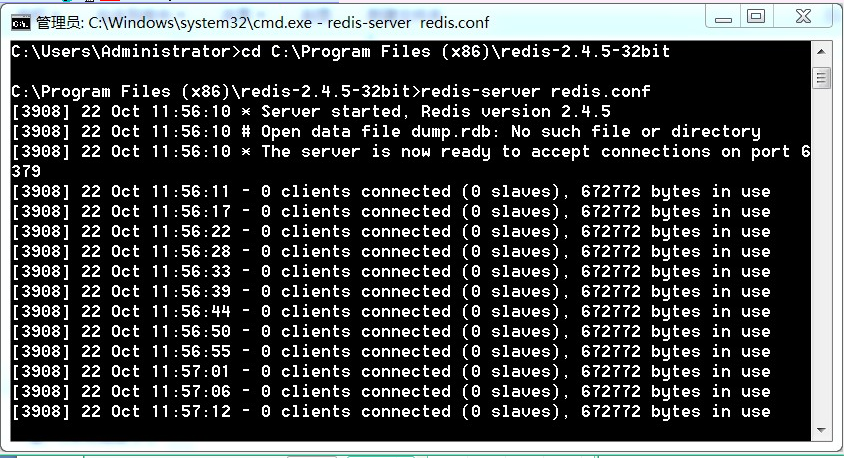 管理员: C:\Windows\system32\cmd.exe - redis-server  redis.conf
C:\Users\Administrator>cd C:\Program Files (x86)\redis-2.4.5-32bit
C:\Program Files (x86)\redis-2.4.5-32bit>redis-server redis.conf
[3908] 22 Oct 11:56:10 * Server started, Redis version 2.4.5
[3908] 22 Oct 11:56:10 # Open data file dump.rdb: No such file or directory
[3908] 22 Oct 11:56:10 * The server is now ready to accept connections on port 6
379
[3908] 22 Oct 11:56:11 - 0 clients connected (0 slaves), 672772 bytes in use
[3908] 22 Oct 11:56:17 - 0 clients connected (0 slaves), 672772 bytes in use
[3908] 22 Oct 11:56:22 - 0 clients connected (0 slaves), 672772 bytes in use
[3908] 22 Oct 11:56:28 - 0 clients connected (0 slaves), 672772 bytes in use
[3908] 22 Oct 11:56:33 - 0 clients connected (0 slaves), 672772 bytes in use
[3908] 22 Oct 11:56:39 - 0 clients connected (0 slaves), 672772 bytes in use
[3908] 22 Oct 11:56:44 - 0 clients connected (0 slaves), 672772 bytes in use
[3908] 22 Oct 11:56:50 - 0 clients connected (0 slaves), 672772 bytes in use
[3908] 22 Oct 11:56:55 - 0 clients connected (0 slaves), 672772 bytes in use
[3908] 22 Oct 11:57:01 - 0 clients connected (0 slaves), 672772 bytes in use
[3908] 22 Oct 11:57:06 - 0 clients connected (0 slaves), 672772 bytes in use
[3908] 22 Oct 11:57:12 - 0 clients connected (0 slaves), 672772 bytes in use